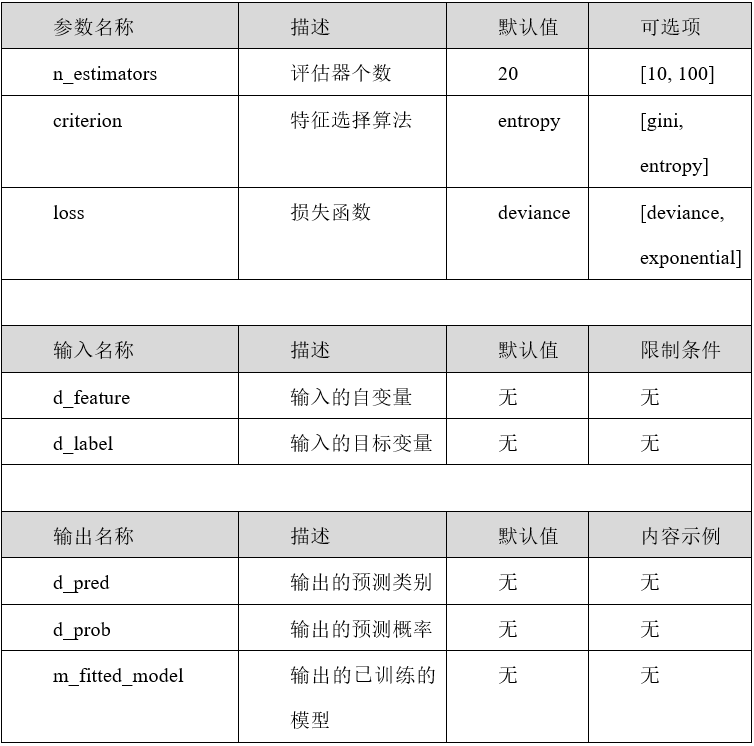 参数名称 描述 默认值 可选项
n_estimators 评估器个数 20 [10, 100]
criterion 特征选择算法 entropy [gini,
entropy]
loss 损失函数 deviance [deviance,
exponential]
输入名称 描述 默认值 限制条件
d_feature 输入的自变量 无 无
d_label 输入的目标变量 无 无
输出名称 描述 默认值 内容示例
d_pred 输出的预测类别 无 无
d_prob 输出的预测概率 无 无
m_fitted_model 输出的已训练的 无 无
模型